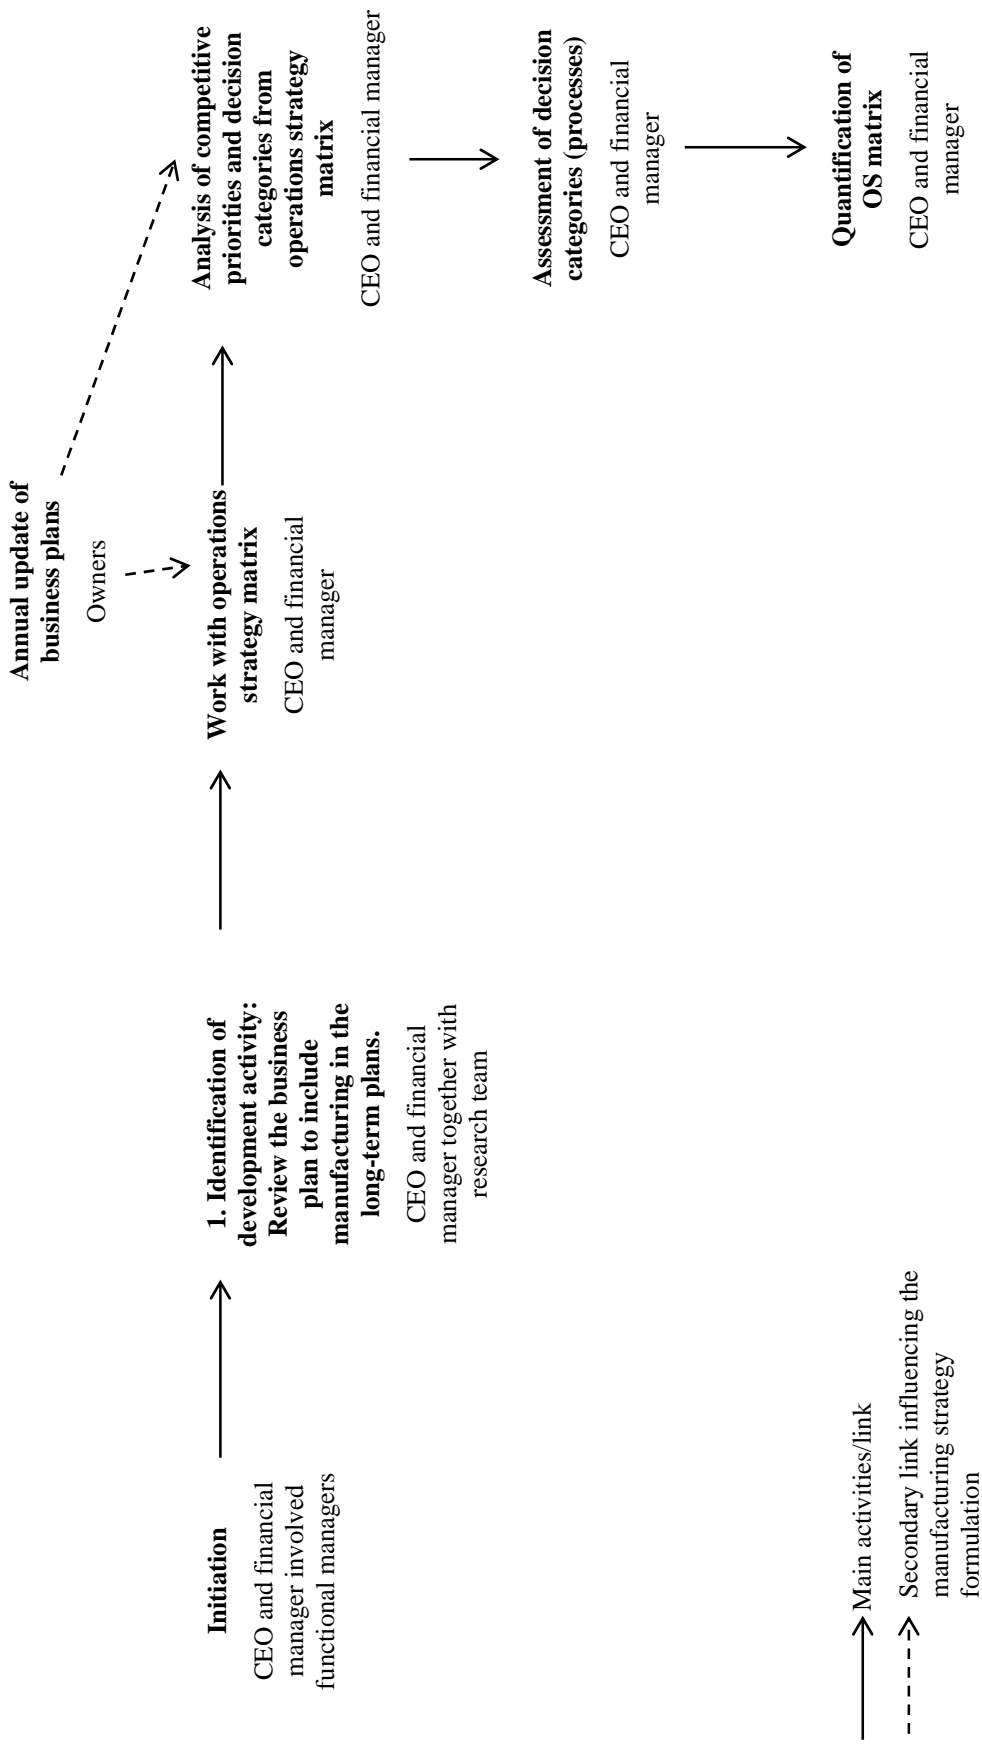 Annual update of
business plans
Owners
Initiation
CEO and financial
manager involved
functional managers
1. Identification of
development activity:
Review the business
plan to include
manufacturing in the
long-term plans.
CEO and financial
manager together with
research team
Work with operations
strategy matrix
CEO and financial
manager
Analysis of competitive
priorities and decision
categories from
operations strategy
matrix
CEO and financial manager
Assessment of decision
categories (processes)
CEO and financial
manager
Quantification of
OS matrix
CEO and financial
manager
Main activities/link
Secondary link influencing the
manufacturing strategy
formulation